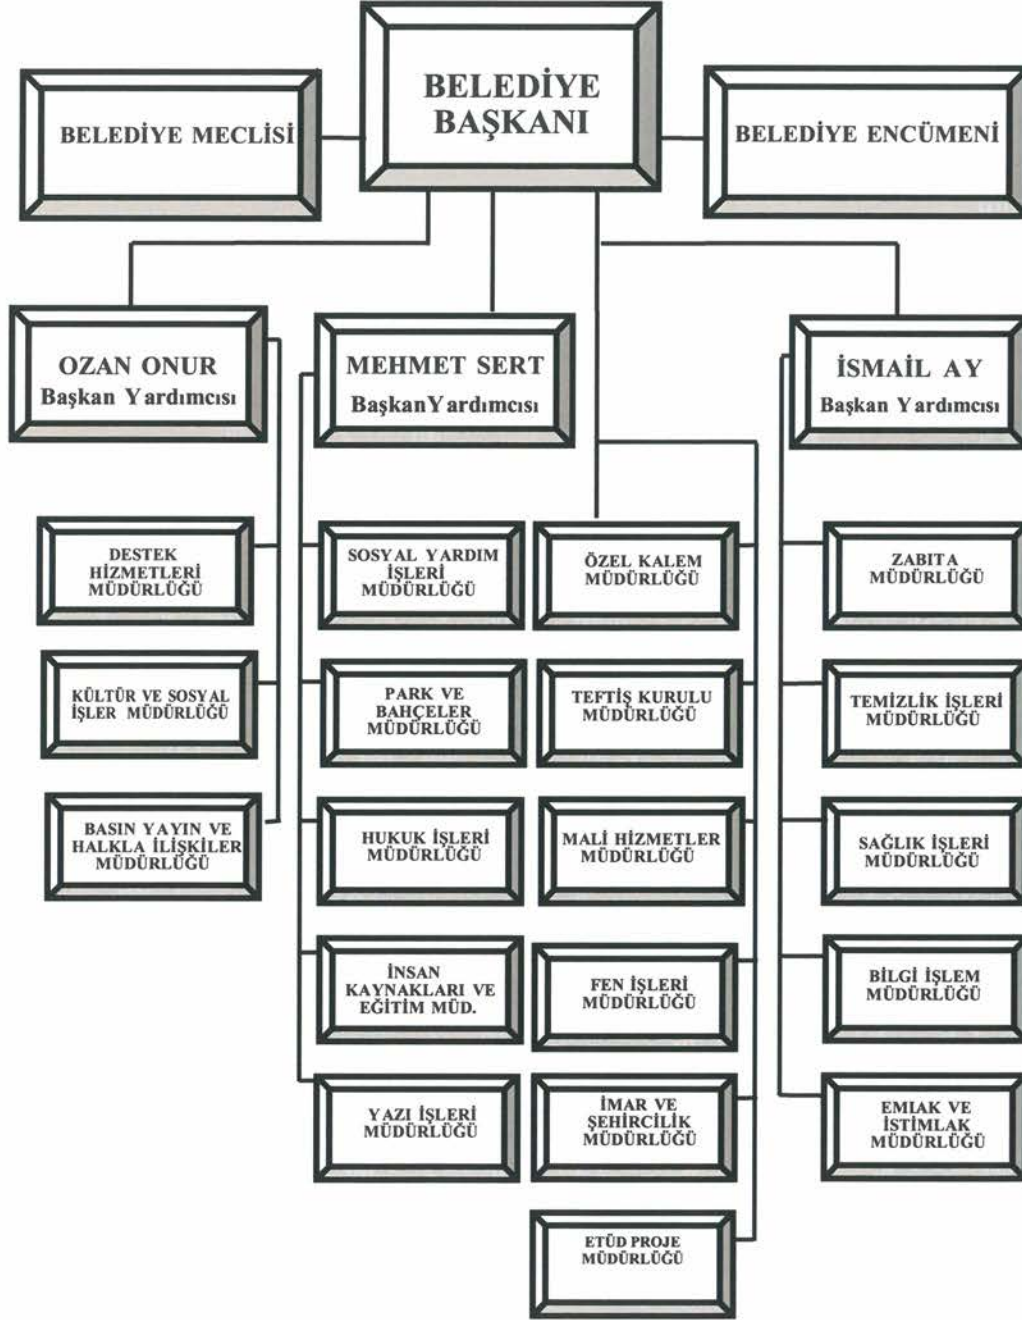 BELEDİYE
BAŞKANI
BELEDİYE MECLİSİ
BELEDİYE ENCÜMENİ
OZAN ONUR
Başkan Yardımcısı
MEHMET SERT
BaşkanYardımcısı
İSMAİL AY
Başkan Yardımcısı
DESTEK
HİZMETLERİ
MÜDÜRLÜĞÜ
KÜLTÜR VE SOSYAL
İŞLER MÜDÜRLÜĞÜ
BASIN YAYIN VE
HALKLA İLİŞKİLER
MÜDÜRLÜĞÜ
SOSYAL YARDIM
İŞLERİ
MÜDÜRLÜĞÜ
PARK VE
BAHÇELER
MÜDÜRLÜĞÜ
HUKUK İŞLERİ
MÜDÜRLÜĞÜ
İNSAN
KAYNAKLARI VE
EĞİTİM MÜD.
YAZI İŞLERİ
MÜDÜRLÜĞÜ
ÖZEL KALEM
MÜDÜRLÜĞÜ
TEFTİŞ KURULU
MÜDÜRLÜĞÜ
MALİ HİZMETLER
MÜDÜRLÜĞÜ
FEN İŞLERİ
MÜDÜRLÜĞÜ
İMAR VE
ŞEHİRCİLİK
MÜDÜRLÜĞÜ
ETÜD PROJE
MÜDÜRLÜĞÜ
ZABITA
MÜDÜRLÜĞÜ
TEMİZLİK İŞLERİ
MÜDÜRLÜĞÜ
SAĞLIK İŞLERİ
MÜDÜRLÜĞÜ
BİLGİ İŞLEM
MÜDÜRLÜĞÜ
EMLAK VE
İSTİMLAK
MÜDÜRLÜĞÜ